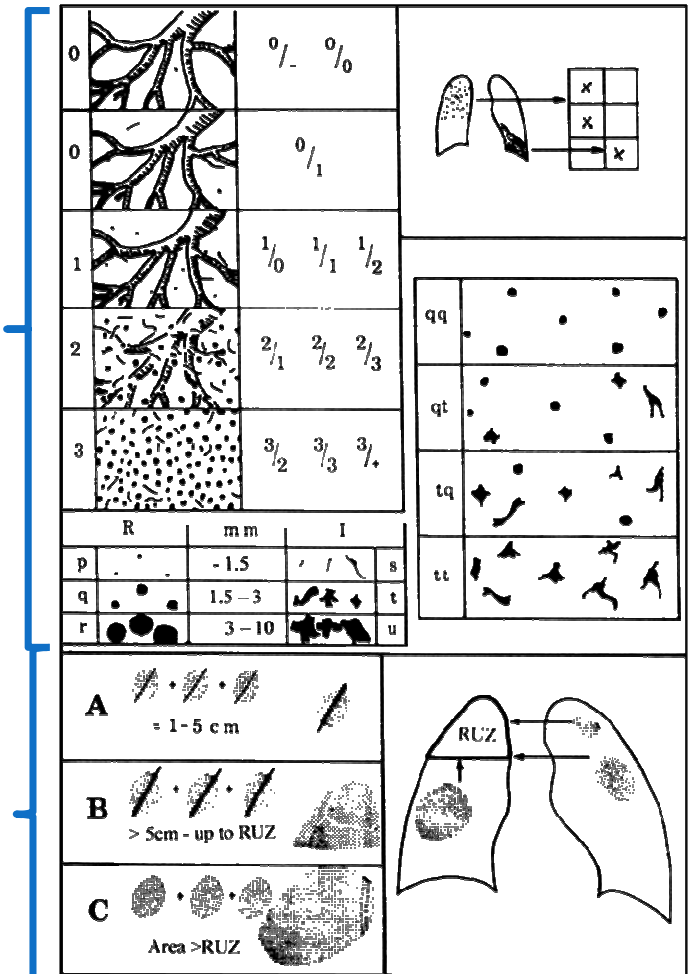 0 0/- 0/0
0 0/1
1 1/0 1/1 1/2
2 2/1 2/2 2/3
3 3/2 3/3 3/+
R mm I
p - 1.5 s
q 1.5 – 3 t
r 3 – 10 u
x
x
x
qq
qt
tq
tt
A + +
= 1 - 5 cm
B + +
> 5cm - up to RUZ
C + +
Area >RUZ
RUZ